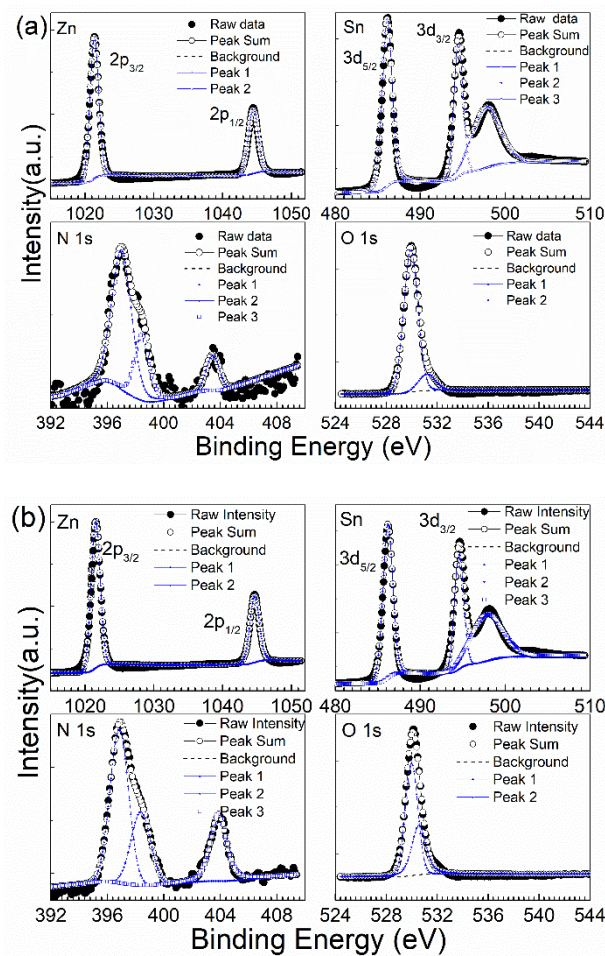 (a)
Zn
2p3/2
2p1/2
Raw data
Peak Sum
Background
Peak 1
Peak 2
1020 1030 1040 1050
Sn
3d5/2
3d3/2
Raw data
Peak Sum
Background
Peak 1
Peak 2
Peak 3
480 490 500 510
Intensity(a.u.)
N 1s
Raw data
Peak Sum
Background
Peak 1
Peak 2
Peak 3
392 396 400 404 408
O 1s
Raw data
Peak Sum
Background
Peak 1
Peak 2
524 528 532 536 540 544
Binding Energy (eV)
(b)
Zn
2p3/2
2p1/2
Raw Intensity
Peak Sum
Background
Peak 1
Peak 2
1020 1030 1040 1050
Sn
3d5/2
3d3/2
Raw Intensity
Peak Sum
Background
Peak 1
Peak 2
Peak 3
480 490 500 510
Intensity(a.u.)
N 1s
Raw Intensity
Peak Sum
Background
Peak 1
Peak 2
Peak 3
392 396 400 404 408
O 1s
Raw Intensity
Peak Sum
Background
Peak 1
Peak 2
524 528 532 536 540 544
Binding Energy (eV)